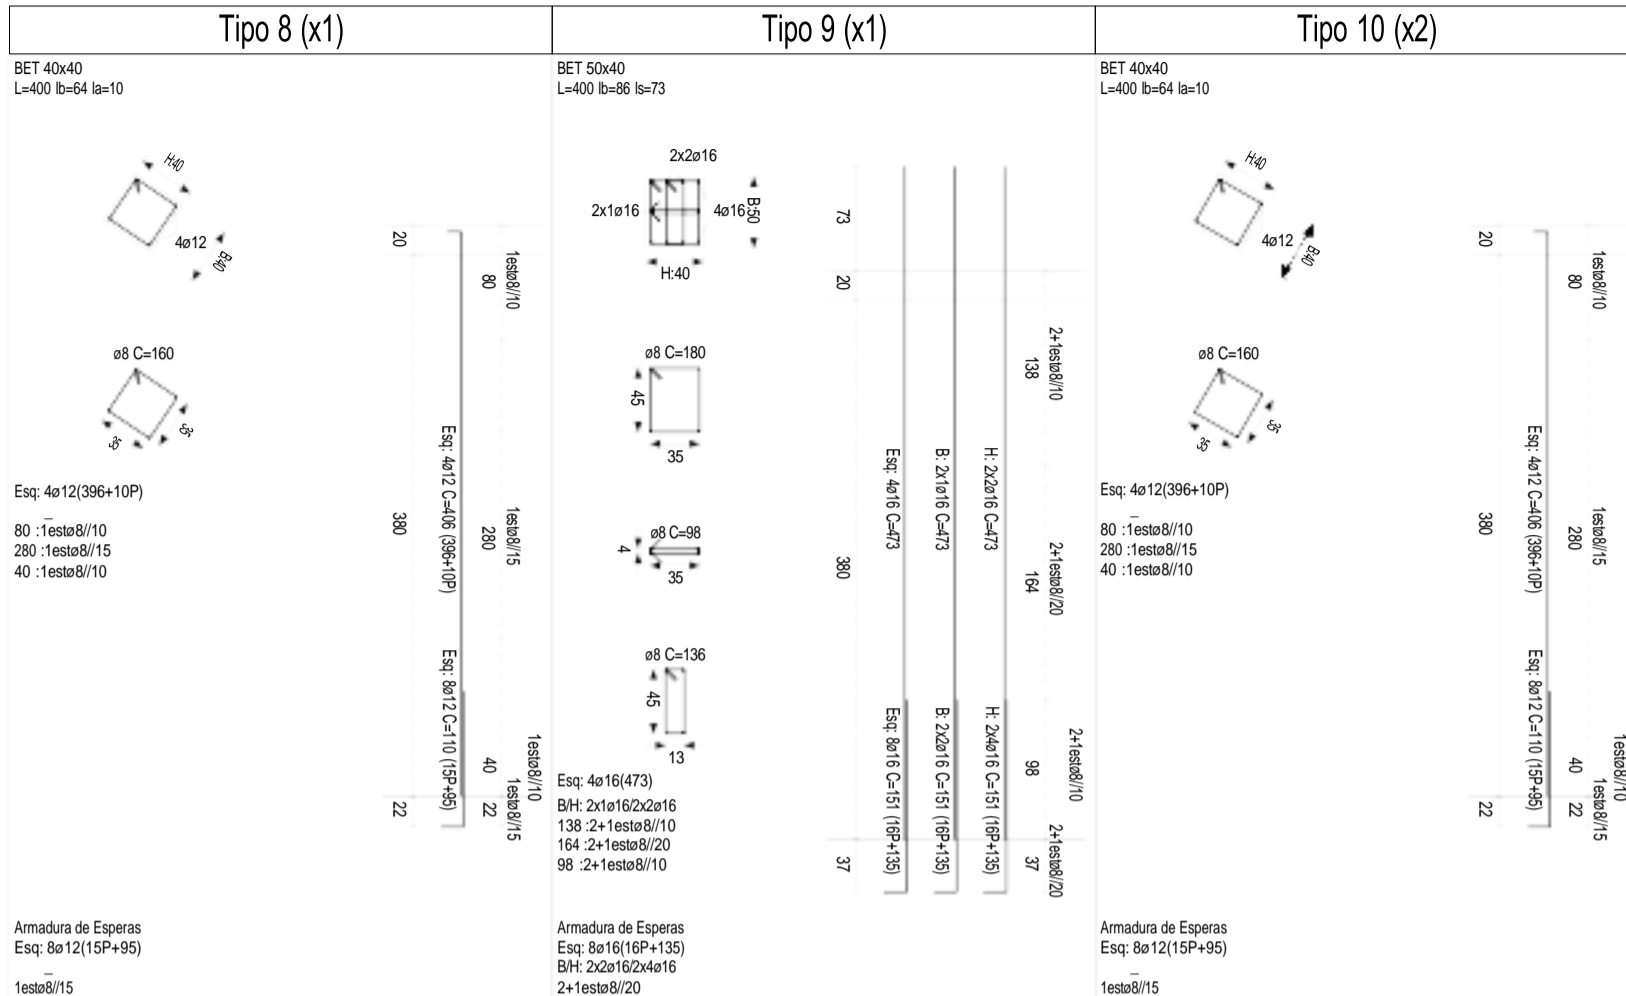 Tipo 8 (x1)
BET 40x40
L=400 lb=64 la=10
H:40
4ø12
B:40
ø8 C=160
35
35
Esq: 4ø12(396+10P)
_
80 :1estø8//10
280 :1estø8//15
40 :1estø8//10
20
380
22
Esq: 4ø12 C=406 (396+10P)
Esq: 8ø12 C=110 (15P+95)
80
280
40
22
1estø8//10
1estø8//15
1estø8//10
1estø8//15
Armadura de Esperas
Esq: 8ø12(15P+95)
_
1estø8//15
Tipo 9 (x1)
BET 50x40
L=400 lb=86 ls=73
2x2ø16
2x1ø16
4ø16
B:50
H:40
ø8 C=180
45
35
ø8 C=98
4
35
ø8 C=136
45
13
Esq: 4ø16(473)
B/H: 2x1ø16/2x2ø16
138 :2+1estø8//10
164 :2+1estø8//20
98 :2+1estø8//10
73
20
380
37
Esq: 4ø16 C=473
Esq: 8ø16 C=151 (16P+135)
B: 2x1ø16 C=473
B: 2x2ø16 C=151 (16P+135)
H: 2x2ø16 C=473
H: 2x4ø16 C=151 (16P+135)
138
164
98
37
2+1estø8//10
2+1estø8//20
2+1estø8//10
2+1estø8//20
Armadura de Esperas
Esq: 8ø16(16P+135)
B/H: 2x2ø16/2x4ø16
2+1estø8//20
Tipo 10 (x2)
BET 40x40
L=400 lb=64 la=10
H:40
4ø12
B:40
ø8 C=160
35
35
Esq: 4ø12(396+10P)
_
80 :1estø8//10
280 :1estø8//15
40 :1estø8//10
20
380
22
Esq: 4ø12 C=406 (396+10P)
Esq: 8ø12 C=110 (15P+95)
80
280
40
22
1estø8//10
1estø8//15
1estø8//10
1estø8//15
Armadura de Esperas
Esq: 8ø12(15P+95)
_
1estø8//15